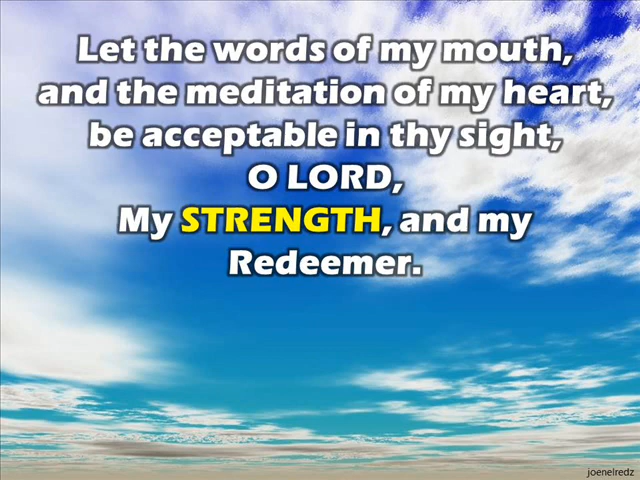 Let the words of my mouth,
and the meditation of my heart,
be acceptable in thy sight,
O LORD,
My STRENGTH, and my
Redeemer.
joenelredz